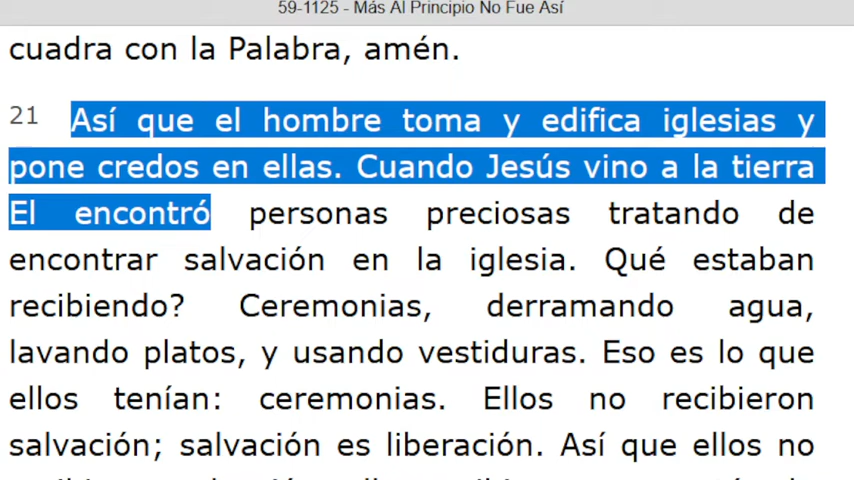 59-1125 - Más Al Principio No Fue Así
cuadra con la Palabra, amén.
21 Así que el hombre toma y edifica iglesias y
pone credos en ellas. Cuando Jesús vino a la tierra
El encontró personas preciosas tratando de
encontrar salvación en la iglesia. Qué estaban
recibiendo? Ceremonias, derramando agua,
lavando platos, y usando vestiduras. Eso es lo que
ellos tenían: ceremonias. Ellos no recibieron
salvación; salvación es liberación. Así que ellos no